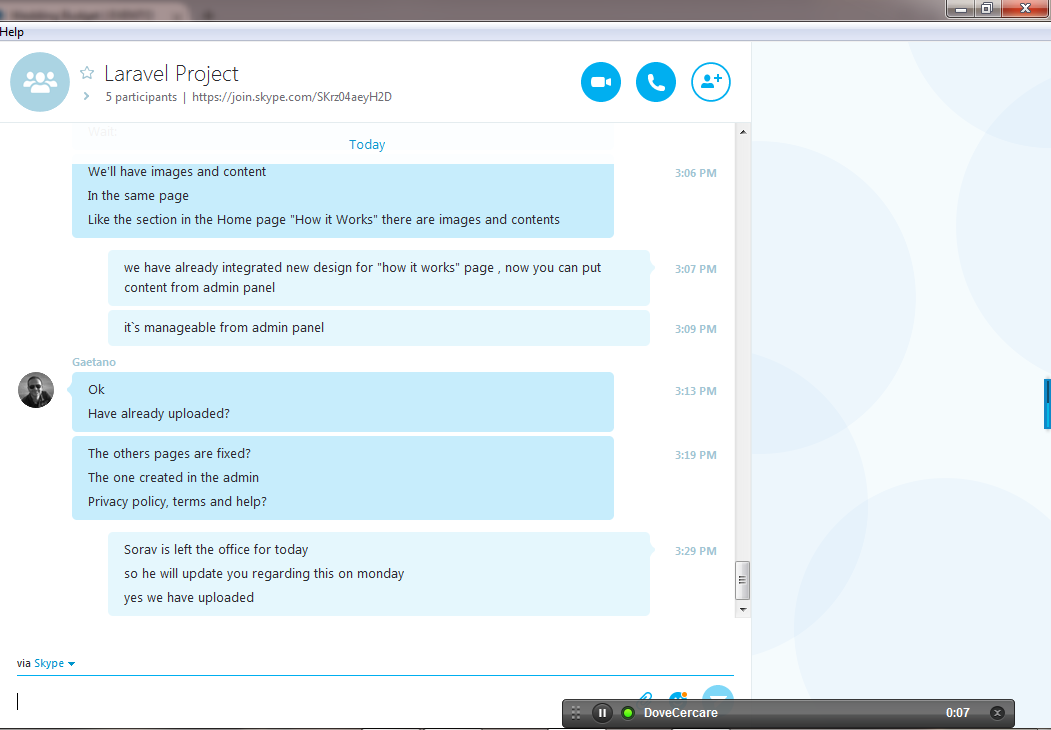 Help
Laravel Project
5 participants | https://join.skype.com/SKrz04aeyH2D
Wait:
Today
We'll have images and content
3:06 PM
In the same page
Like the section in the Home page "How it Works" there are images and contents
we have already integrated new design for "how it works" page , now you can put
3:07 PM
content from admin panel
it`s manageable from admin panel
3:09 PM
Gaetano
Ok
3:13 PM
Have already uploaded?
The others pages are fixed?
3:19 PM
The one created in the admin
Privacy policy, terms and help?
Sorav is left the office for today
3:29 PM
so he will update you regarding this on monday
yes we have uploaded
via Skype
DoveCercare
0:07